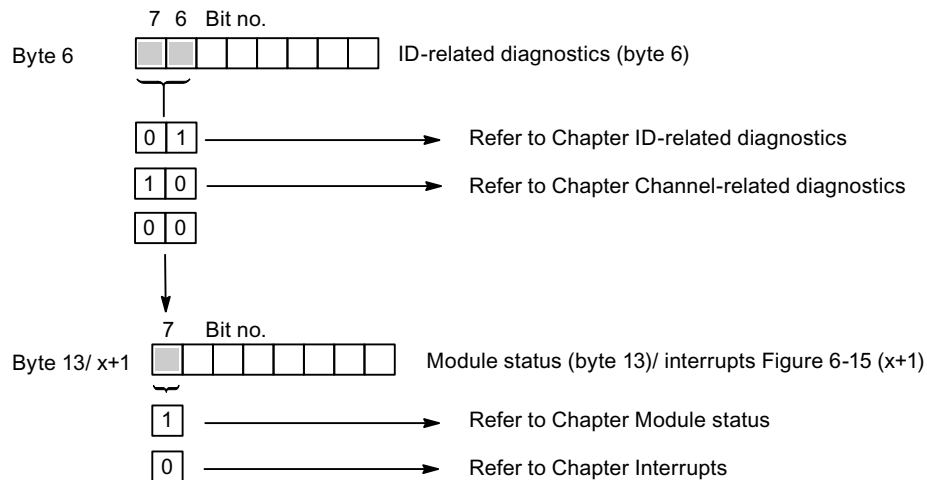 7 6 Bit no.
Byte 6 ID-related diagnostics (byte 6)
0 1 Refer to Chapter ID-related diagnostics
1 0 Refer to Chapter Channel-related diagnostics
0 0
7 Bit no.
Byte 13/ x+1 Module status (byte 13)/ interrupts Figure 6-15 (x+1)
1 Refer to Chapter Module status
0 Refer to Chapter Interrupts